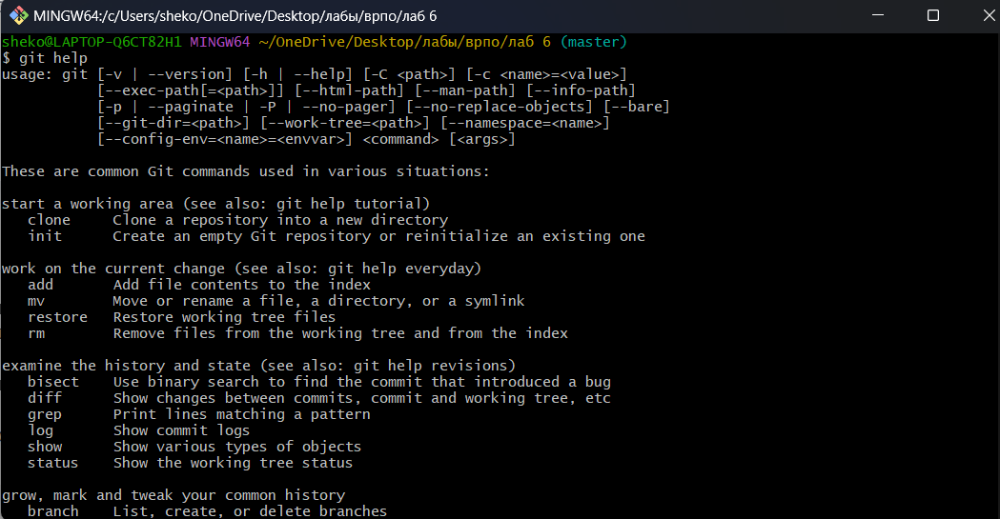 MINGW64:/c/Users/sheko/OneDrive/Desktop/лабы/врпо/лаб 6
sheko@LAPTOP-Q6CT82H1 MINGW64 ~/OneDrive/Desktop/лабы/врпо/лаб 6 (master)
$ git help
usage: git [-v | --version] [-h | --help] [-C <path>] [-c <name>=<value>]
           [--exec-path[=<path>]] [--html-path] [--man-path] [--info-path]
           [-p | --paginate | -P | --no-pager] [--no-replace-objects] [--bare]
           [--git-dir=<path>] [--work-tree=<path>] [--namespace=<name>]
           [--config-env=<name>=<envvar>] <command> [<args>]

These are common Git commands used in various situations:

start a working area (see also: git help tutorial)
   clone     Clone a repository into a new directory
   init      Create an empty Git repository or reinitialize an existing one

work on the current change (see also: git help everyday)
   add       Add file contents to the index
   mv        Move or rename a file, a directory, or a symlink
   restore   Restore working tree files
   rm        Remove files from the working tree and from the index

examine the history and state (see also: git help revisions)
   bisect    Use binary search to find the commit that introduced a bug
   diff      Show changes between commits, commit and working tree, etc
   grep      Print lines matching a pattern
   log       Show commit logs
   show      Show various types of objects
   status    Show the working tree status

grow, mark and tweak your common history
   branch    List, create, or delete branches